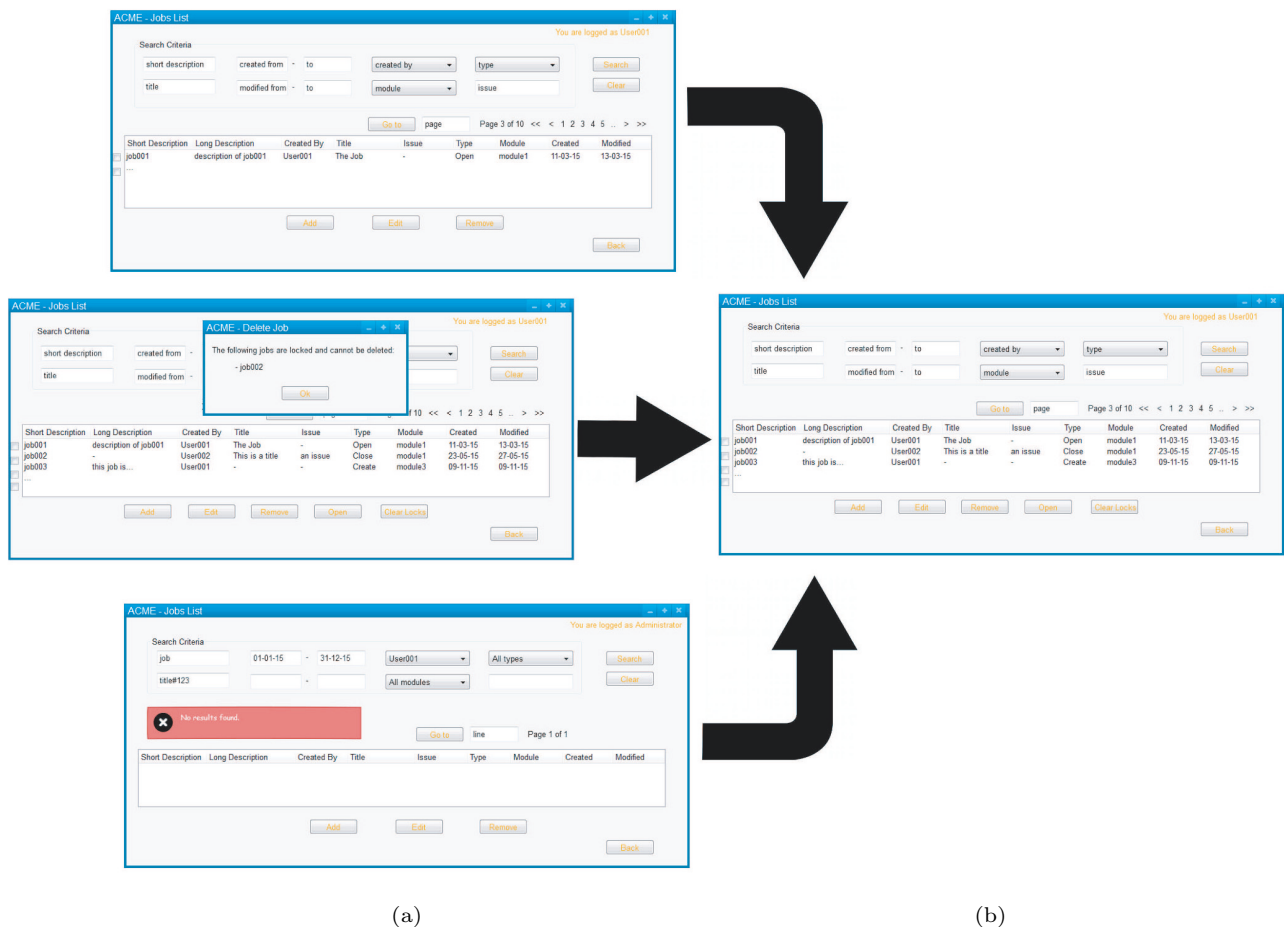 ACME - Jobs List
You are logged as User001
Search Criteria
short description created from - to created by type Search
title modified from - to module issue Clear
Go to page Page 3 of 10 << < 1 2 3 4 5 .. > >>
Short Description Long Description Created By Title Issue Type Module Created Modified
job001 description of job001 User001 The Job - Open module1 11-03-15 13-03-15
...
Add Edit Remove
Back
ACME - Jobs List
You are logged as User001
Search Criteria
short description created from - Search
title modified from - Clear
ACME - Delete Job
The following jobs are locked and cannot be deleted:
- job002
Ok
of 10 << < 1 2 3 4 5 .. > >>
Short Description Long Description Created By Title Issue Type Module Created Modified
job001 description of job001 User001 The Job - Open module1 11-03-15 13-03-15
job002 - User002 This is a title an issue Close module1 23-05-15 27-05-15
job003 this job is... User001 - - Create module3 09-11-15 09-11-15
...
Add Edit Remove Open Clear Locks
Back
ACME - Jobs List
You are logged as Administrator
Search Criteria
job 01-01-15 - 31-12-15 User001 All types Search
title#123 - All modules Clear
No results found.
Go to line Page 1 of 1
Short Description Long Description Created By Title Issue Type Module Created Modified
Add Edit Remove
Back
(a)
ACME - Jobs List
You are logged as User001
Search Criteria
short description created from - to created by type Search
title modified from - to module issue Clear
Go to page Page 3 of 10 << < 1 2 3 4 5 .. > >>
Short Description Long Description Created By Title Issue Type Module Created Modified
job001 description of job001 User001 The Job - Open module1 11-03-15 13-03-15
job002 - User002 This is a title an issue Close module1 23-05-15 27-05-15
job003 this job is... User001 - - Create module3 09-11-15 09-11-15
...
Add Edit Remove Open Clear Locks
Back
(b)